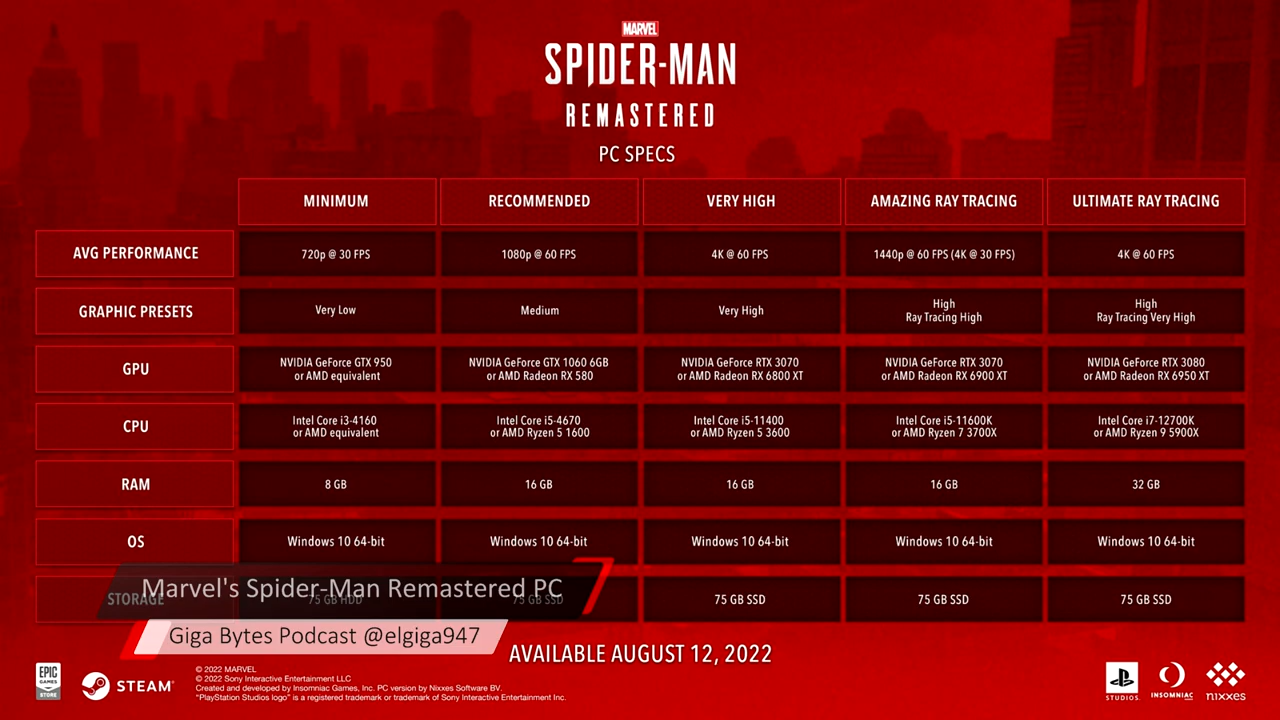 MARVEL
SPIDER-MAN
REMASTERED
PC SPECS
MINIMUM
RECOMMENDED
VERY HIGH
AMAZING RAY TRACING
ULTIMATE RAY TRACING
AVG PERFORMANCE
720p @ 30 FPS
1080p @ 60 FPS
4K @ 60 FPS
1440p @ 60 FPS (4K @ 30 FPS)
4K @ 60 FPS
GRAPHIC PRESETS
Very Low
Medium
Very High
High
Ray Tracing High
High
Ray Tracing Very High
GPU
NVIDIA GeForce GTX 950
or AMD equivalent
NVIDIA GeForce GTX 1060 6GB
or AMD Radeon RX 580
NVIDIA GeForce RTX 3070
or AMD Radeon RX 6800 XT
NVIDIA GeForce RTX 3070
or AMD Radeon RX 6900 XT
NVIDIA GeForce RTX 3080
or AMD Radeon RX 6950 XT
CPU
Intel Core i3-4160
or AMD equivalent
Intel Core i5-4670
or AMD Ryzen 5 1600
Intel Core i5-11400
or AMD Ryzen 5 3600
Intel Core i5-11600K
or AMD Ryzen 7 3700X
Intel Core i7-12700K
or AMD Ryzen 9 5900X
RAM
8 GB
16 GB
16 GB
16 GB
32 GB
OS
Windows 10 64-bit
Windows 10 64-bit
Windows 10 64-bit
Windows 10 64-bit
Windows 10 64-bit
STORAGE
75 GB HDD
75 GB SSD
75 GB SSD
75 GB SSD
75 GB SSD
Marvel's Spider-Man Remastered PC
Giga Bytes Podcast @elgiga947
AVAILABLE AUGUST 12, 2022
EPIC
GAMES
STORE
STEAM
© 2022 MARVEL
© 2022 Sony Interactive Entertainment LLC
Created and developed by Insomniac Games, Inc. PC version by Nixxes Software BV.
"PlayStation Studios logo" is a registered trademark or trademark of Sony Interactive Entertainment Inc.
STUDIOS
INSOMNIAC
nixxes